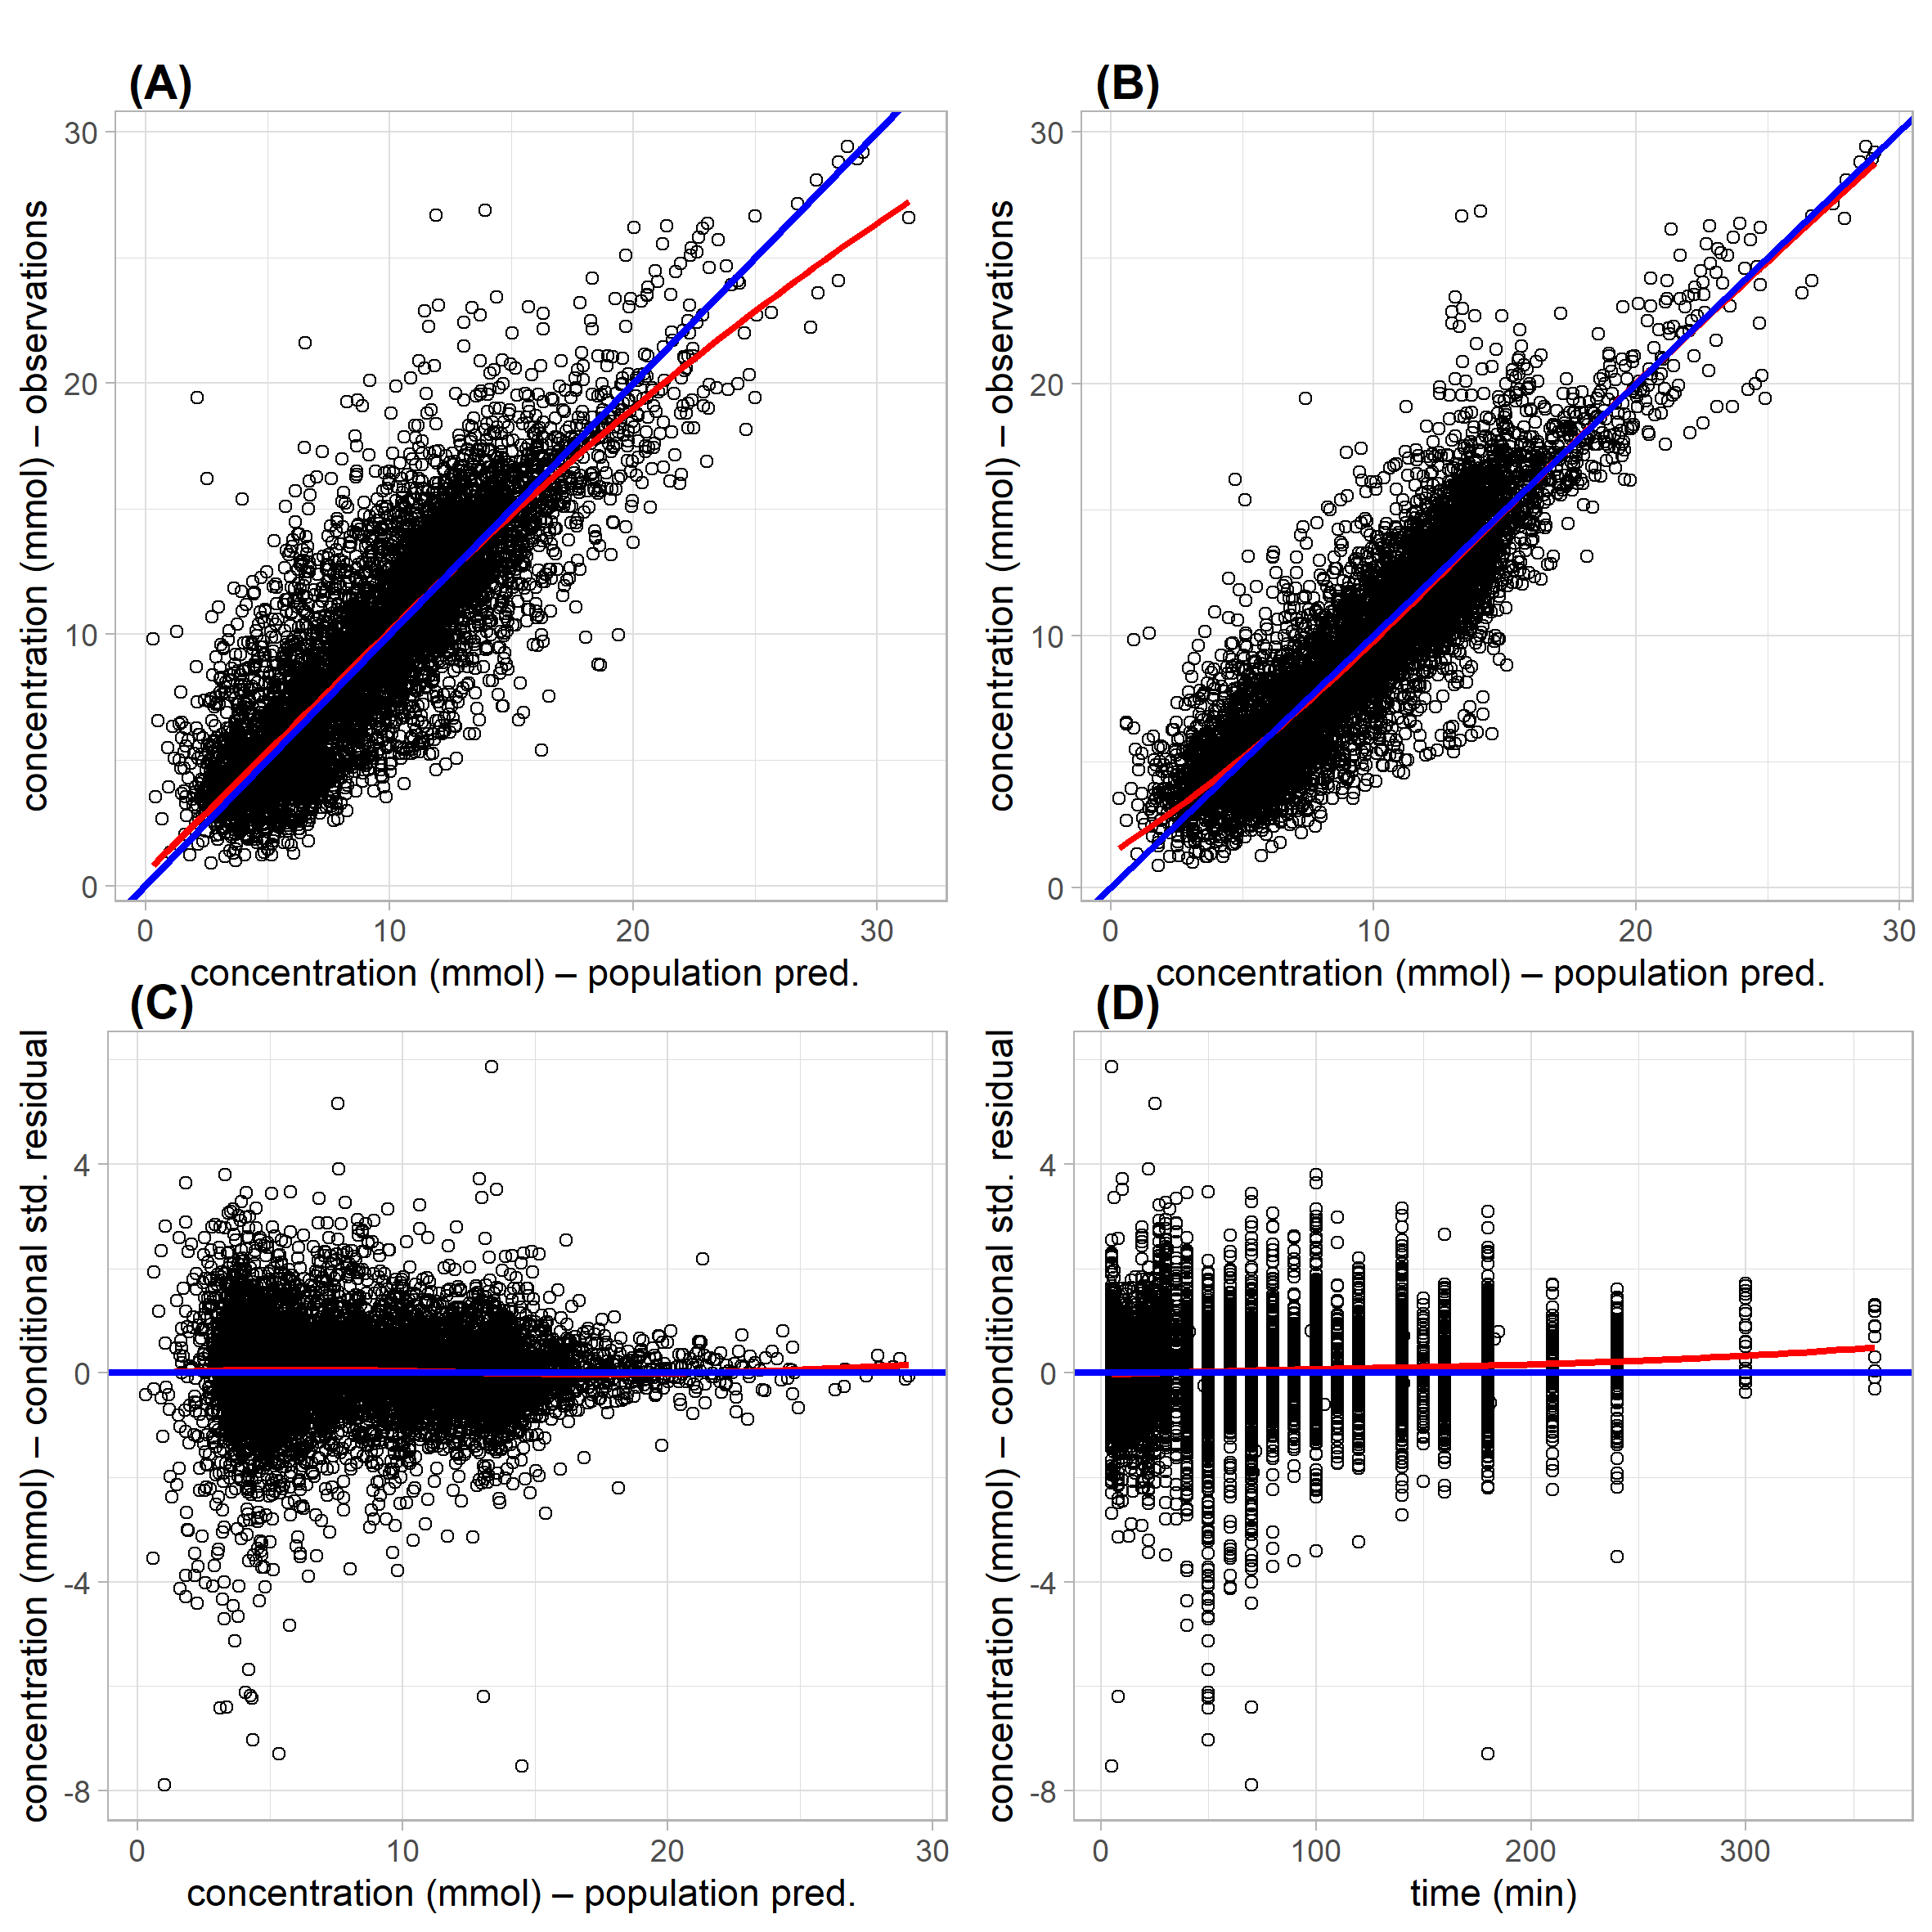 (A)
concentration (mmol) – observations
30
20
10
0
0 10 20 30
concentration (mmol) – population pred.
(B)
concentration (mmol) – observations
30
20
10
0
0 10 20 30
concentration (mmol) – population pred.
(C)
concentration (mmol) – conditional std. residual
4
0
-4
-8
0 10 20 30
concentration (mmol) – population pred.
(D)
concentration (mmol) – conditional std. residual
4
0
-4
-8
0 100 200 300
time (min)